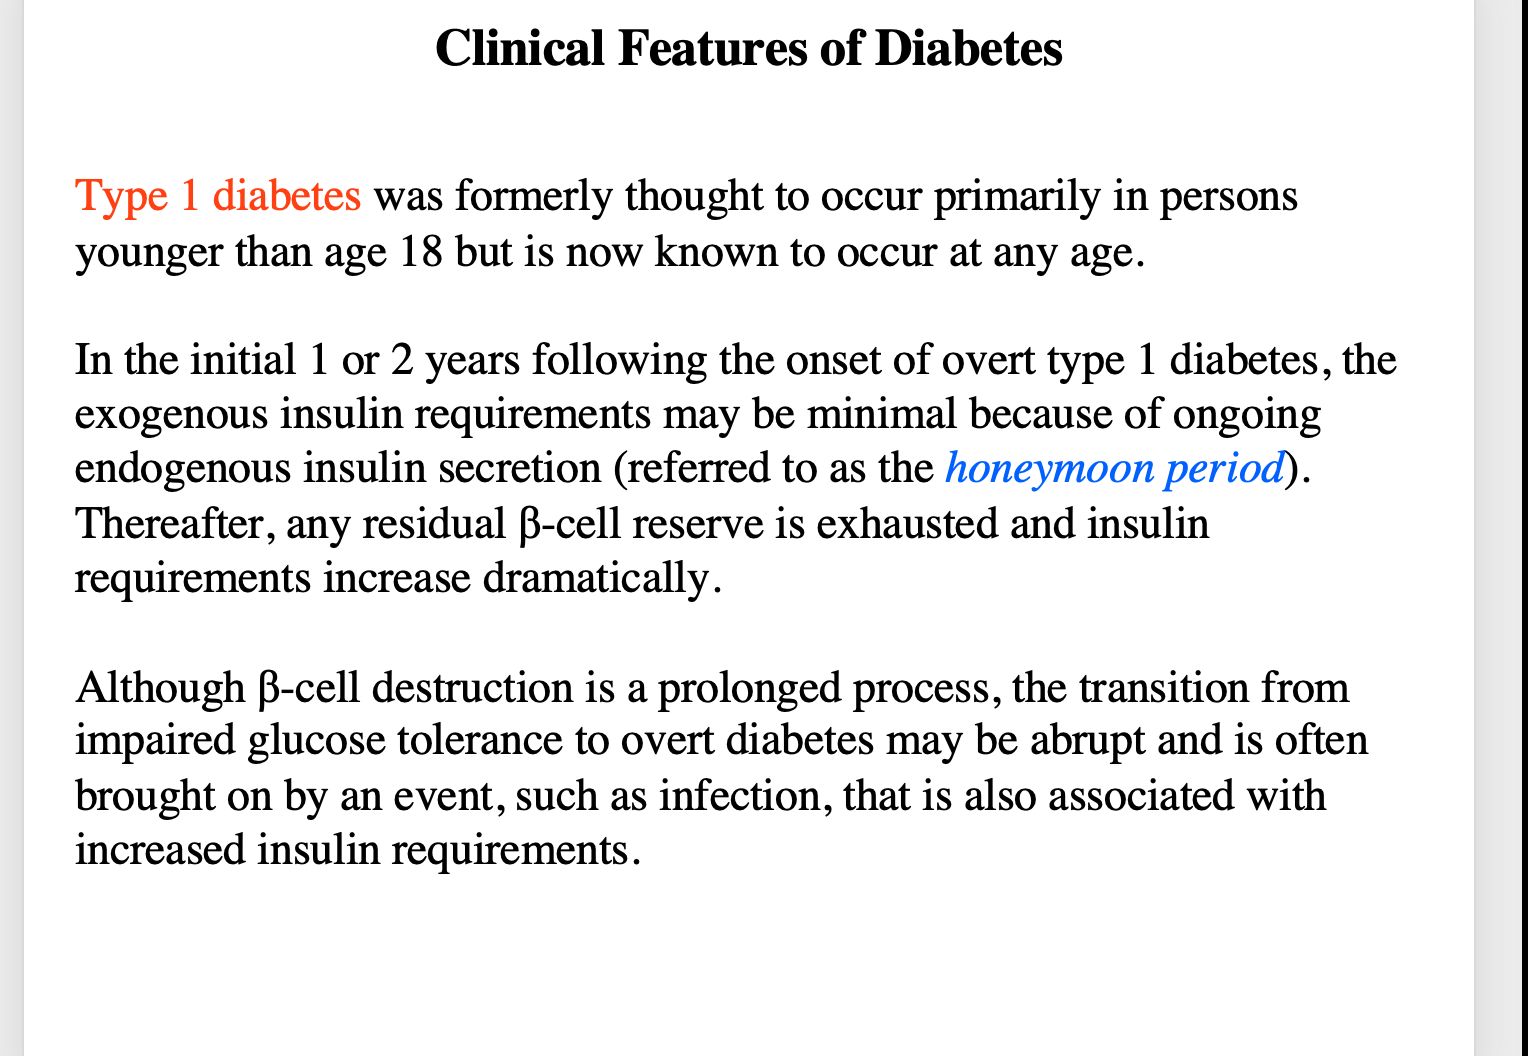 Clinical Features of Diabetes
Type 1 diabetes was formerly thought to occur primarily in persons
younger than age 18 but is now known to occur at any age.
In the initial 1 or 2 years following the onset of overt type 1 diabetes, the
exogenous insulin requirements may be minimal because of ongoing
endogenous insulin secretion (referred to as the honeymoon period).
Thereafter, any residual β-cell reserve is exhausted and insulin
requirements increase dramatically.
Although β-cell destruction is a prolonged process, the transition from
impaired glucose tolerance to overt diabetes may be abrupt and is often
brought on by an event, such as infection, that is also associated with
increased insulin requirements.